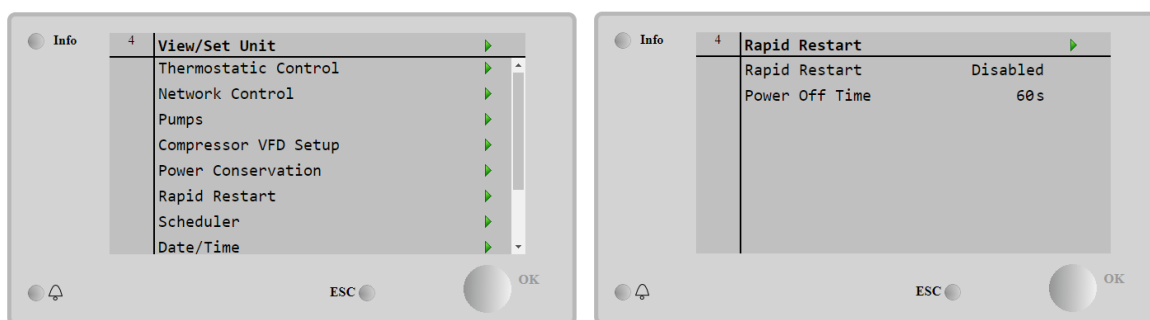 Info
4 View/Set Unit
Thermostatic Control
Network Control
Pumps
Compressor VFD Setup
Power Conservation
Rapid Restart
Scheduler
Date/Time
ESC OK
Info
4 Rapid Restart
Rapid Restart Disabled
Power Off Time 60s
ESC OK